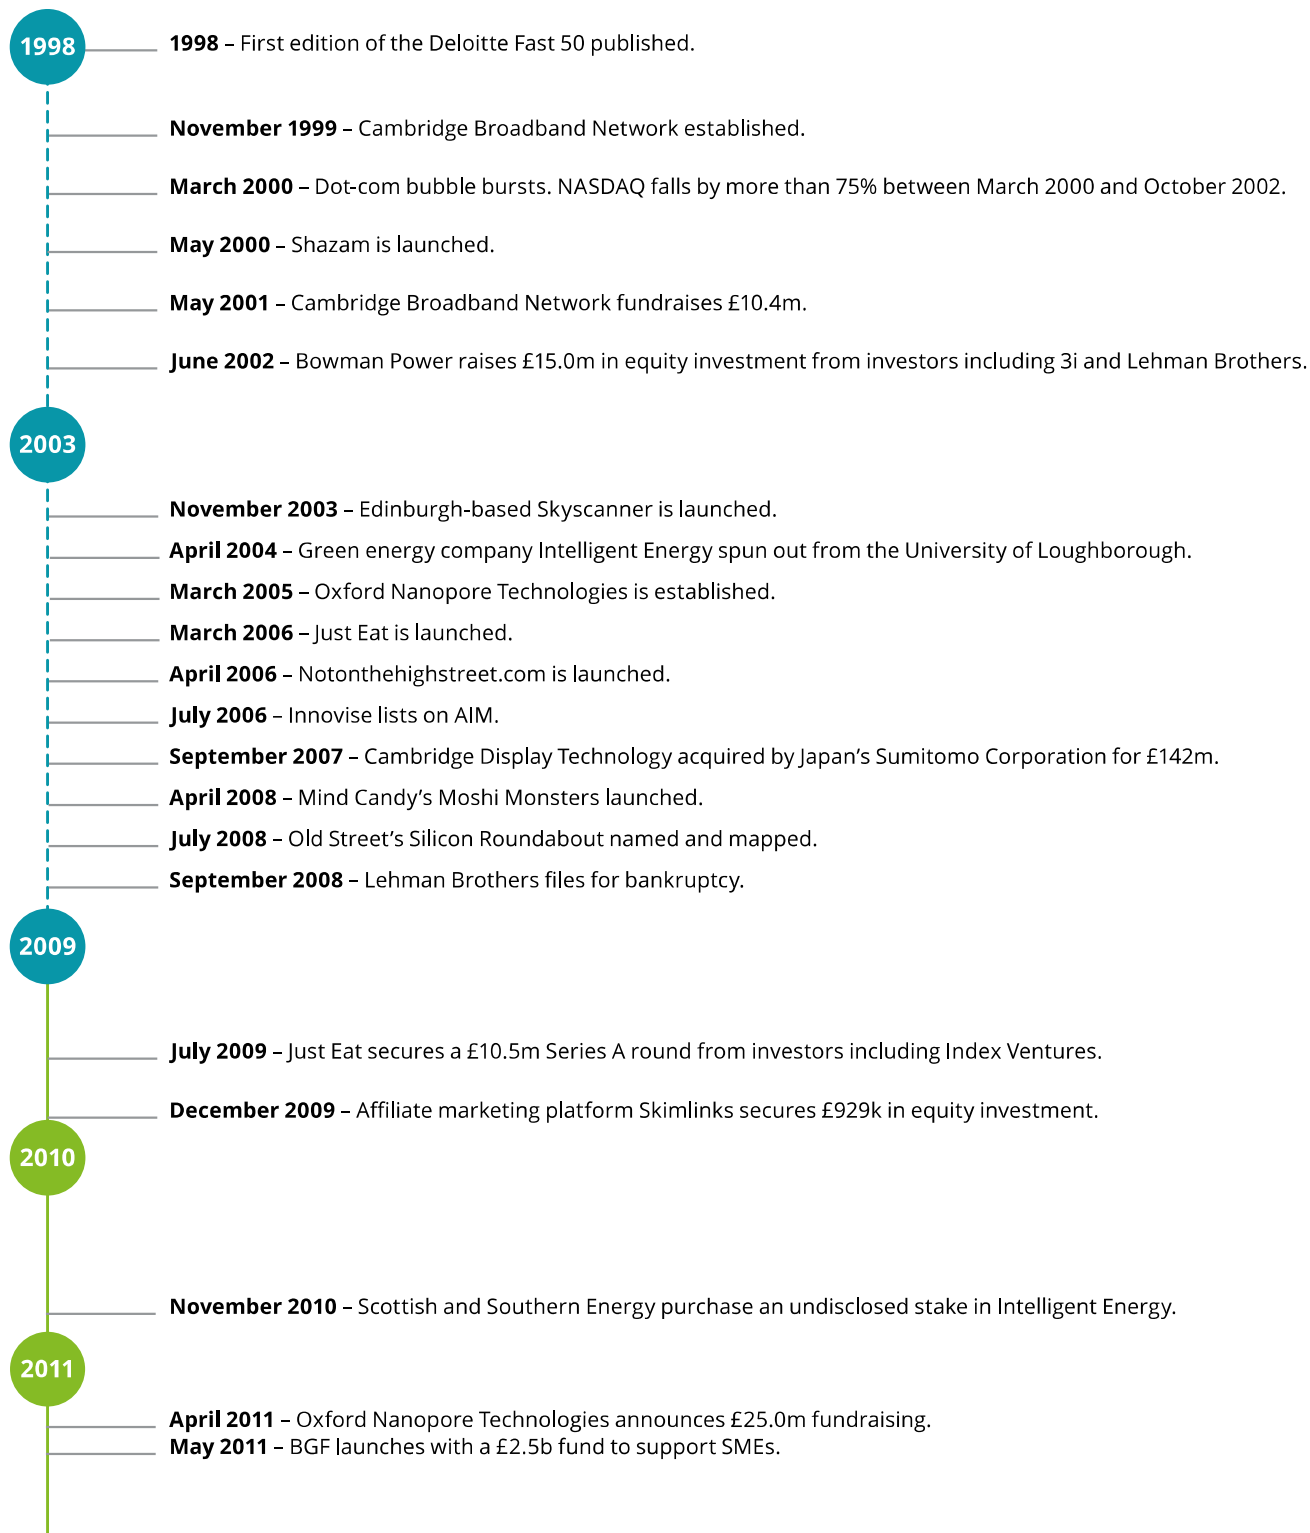 1998
1998 – First edition of the Deloitte Fast 50 published.
November 1999 – Cambridge Broadband Network established.
March 2000 – Dot-com bubble bursts. NASDAQ falls by more than 75% between March 2000 and October 2002.
May 2000 – Shazam is launched.
May 2001 – Cambridge Broadband Network fundraises £10.4m.
June 2002 – Bowman Power raises £15.0m in equity investment from investors including 3i and Lehman Brothers.
2003
November 2003 – Edinburgh-based Skyscanner is launched.
April 2004 – Green energy company Intelligent Energy spun out from the University of Loughborough.
March 2005 – Oxford Nanopore Technologies is established.
March 2006 – Just Eat is launched.
April 2006 – Notonthehighstreet.com is launched.
July 2006 – Innovise lists on AIM.
September 2007 – Cambridge Display Technology acquired by Japan’s Sumitomo Corporation for £142m.
April 2008 – Mind Candy’s Moshi Monsters launched.
July 2008 – Old Street’s Silicon Roundabout named and mapped.
September 2008 – Lehman Brothers files for bankruptcy.
2009
July 2009 – Just Eat secures a £10.5m Series A round from investors including Index Ventures.
December 2009 – Affiliate marketing platform Skimlinks secures £929k in equity investment.
2010
November 2010 – Scottish and Southern Energy purchase an undisclosed stake in Intelligent Energy.
2011
April 2011 – Oxford Nanopore Technologies announces £25.0m fundraising.
May 2011 – BGF launches with a £2.5b fund to support SMEs.